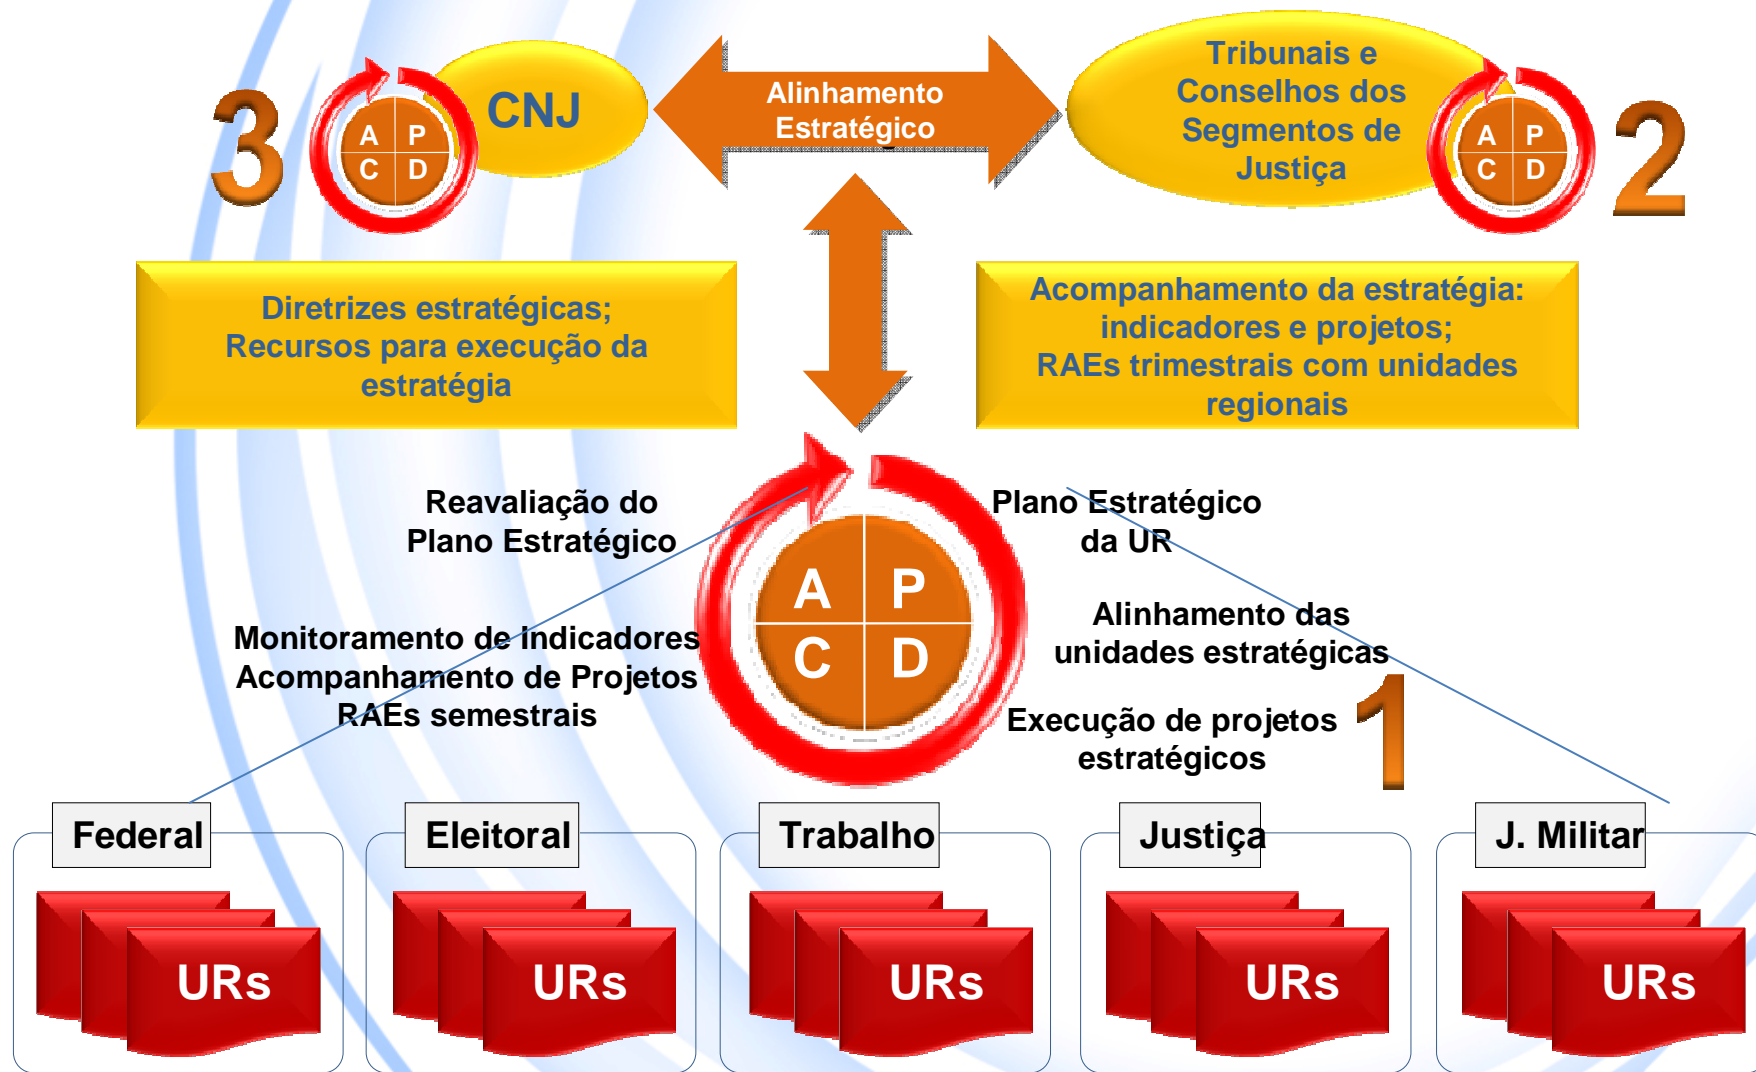 3
A P
C D
CNJ
Alinhamento
Estratégico
Tribunais e
Conselhos dos
Segmentos de
Justiça
A P
C D
2
Diretrizes estratégicas;
Recursos para execução da
estratégia
Acompanhamento da estratégia:
indicadores e projetos;
RAEs trimestrais com unidades
regionais
Reavaliação do
Plano Estratégico
Monitoramento de Indicadores
Acompanhamento de Projetos
RAEs semestrais
A P
C D
Plano Estratégico
da UR
Alinhamento das
unidades estratégicas
Execução de projetos
estratégicos
1
Federal
Eleitoral
Trabalho
Justiça
J. Militar
URs
URs
URs
URs
URs